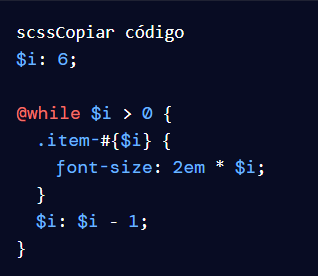 scssCopiar código
$i: 6;

@while $i > 0 {
  .item-#{$i} {
    font-size: 2em * $i;
  }
  $i: $i - 1;
}